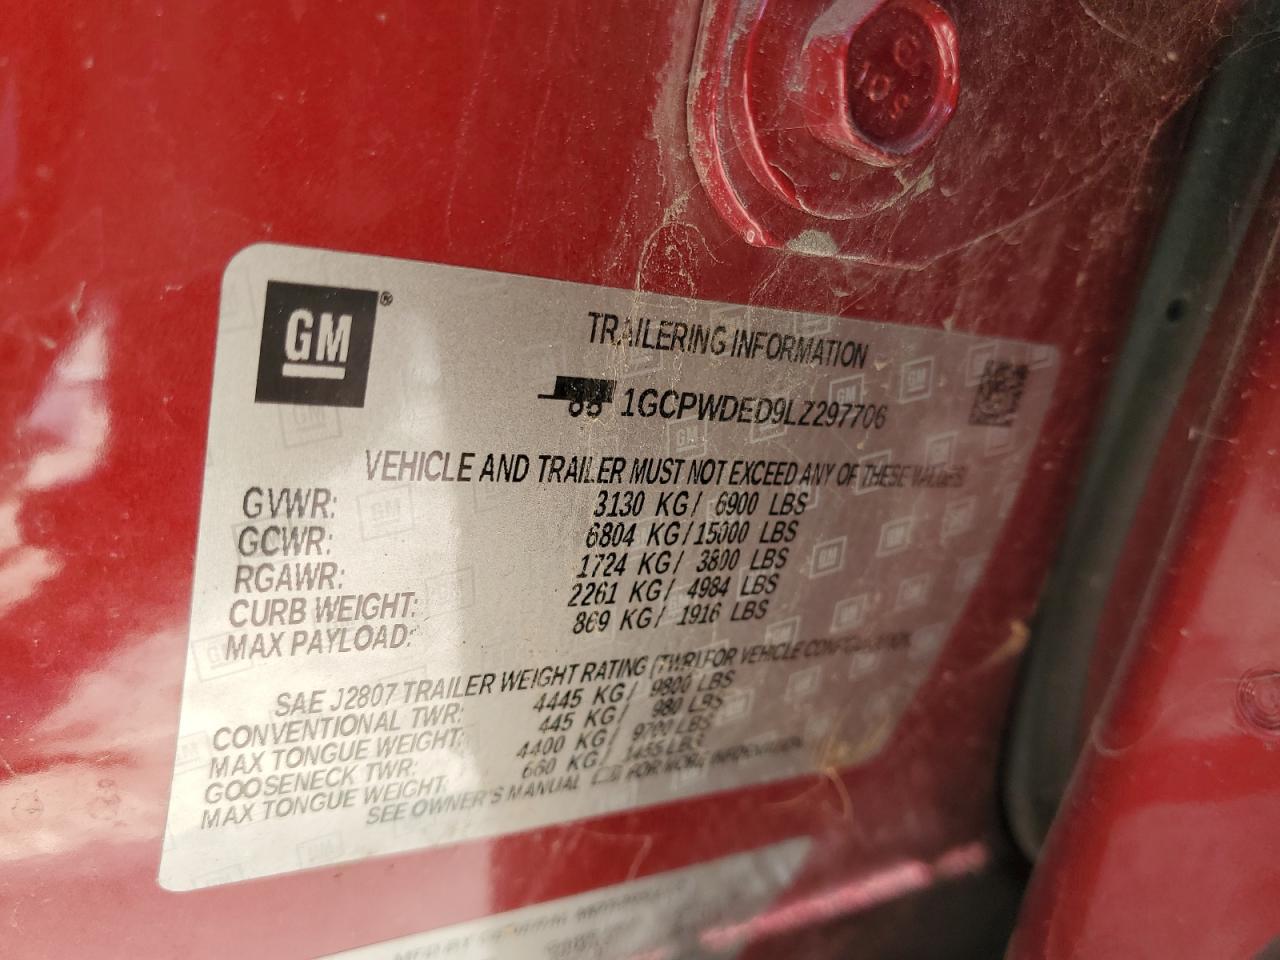 C
10 S
GM ®
TRAILERING INFORMATION
1GCPWDED9LZ297706
VEHICLE AND TRAILER MUST NOT EXCEED ANY OF THESE VALUES
GVWR: 3130 KG/ 6900 LBS
GCWR: 6804 KG/15000 LBS
RGAWR: 1724 KG/ 3800 LBS
CURB WEIGHT: 2261 KG/ 4984 LBS
MAX PAYLOAD: 869 KG/ 1916 LBS
SAE J2807 TRAILER WEIGHT RATING (TWR) FOR VEHICLE CONFIGURATION
CONVENTIONAL TWR: 4445 KG/ 9800 LBS
MAX TONGUE WEIGHT: 445 KG/ 980 LBS
GOOSENECK TWR: 4400 KG/ 9700 LBS
MAX TONGUE WEIGHT: 660 KG/ 1455 LBS
SEE OWNER'S MANUAL FOR MORE INFORMATION